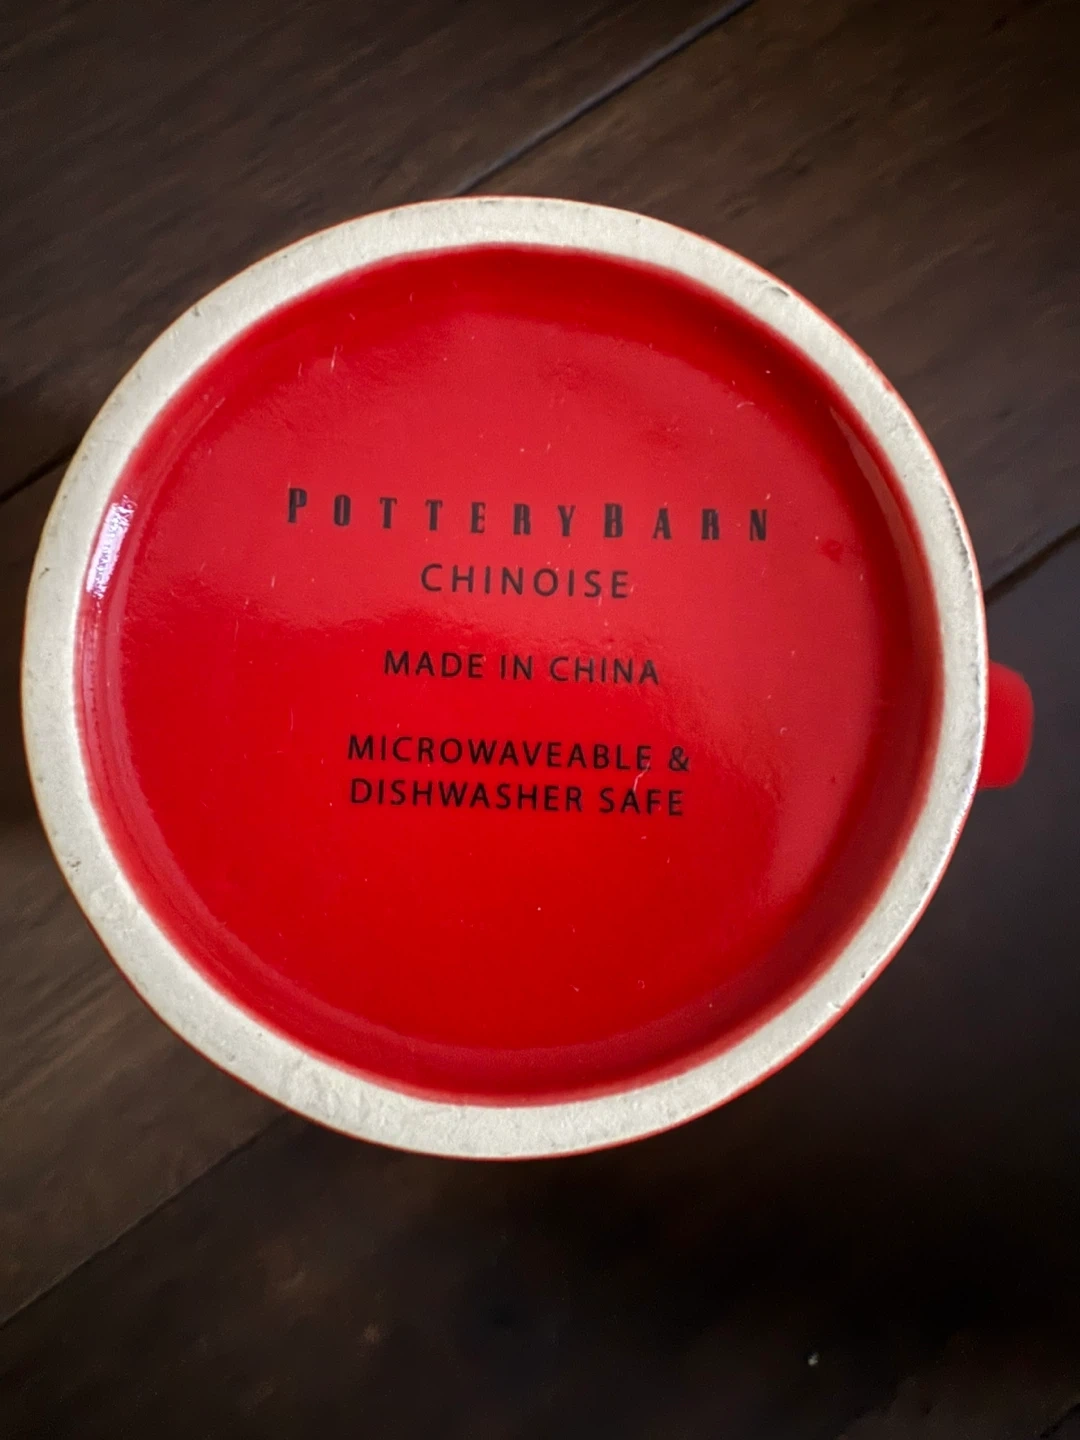 POTTERYBARN
CHINOISE
MADE IN CHINA
MICROWAVEABLE &
DISHWASHER SAFE